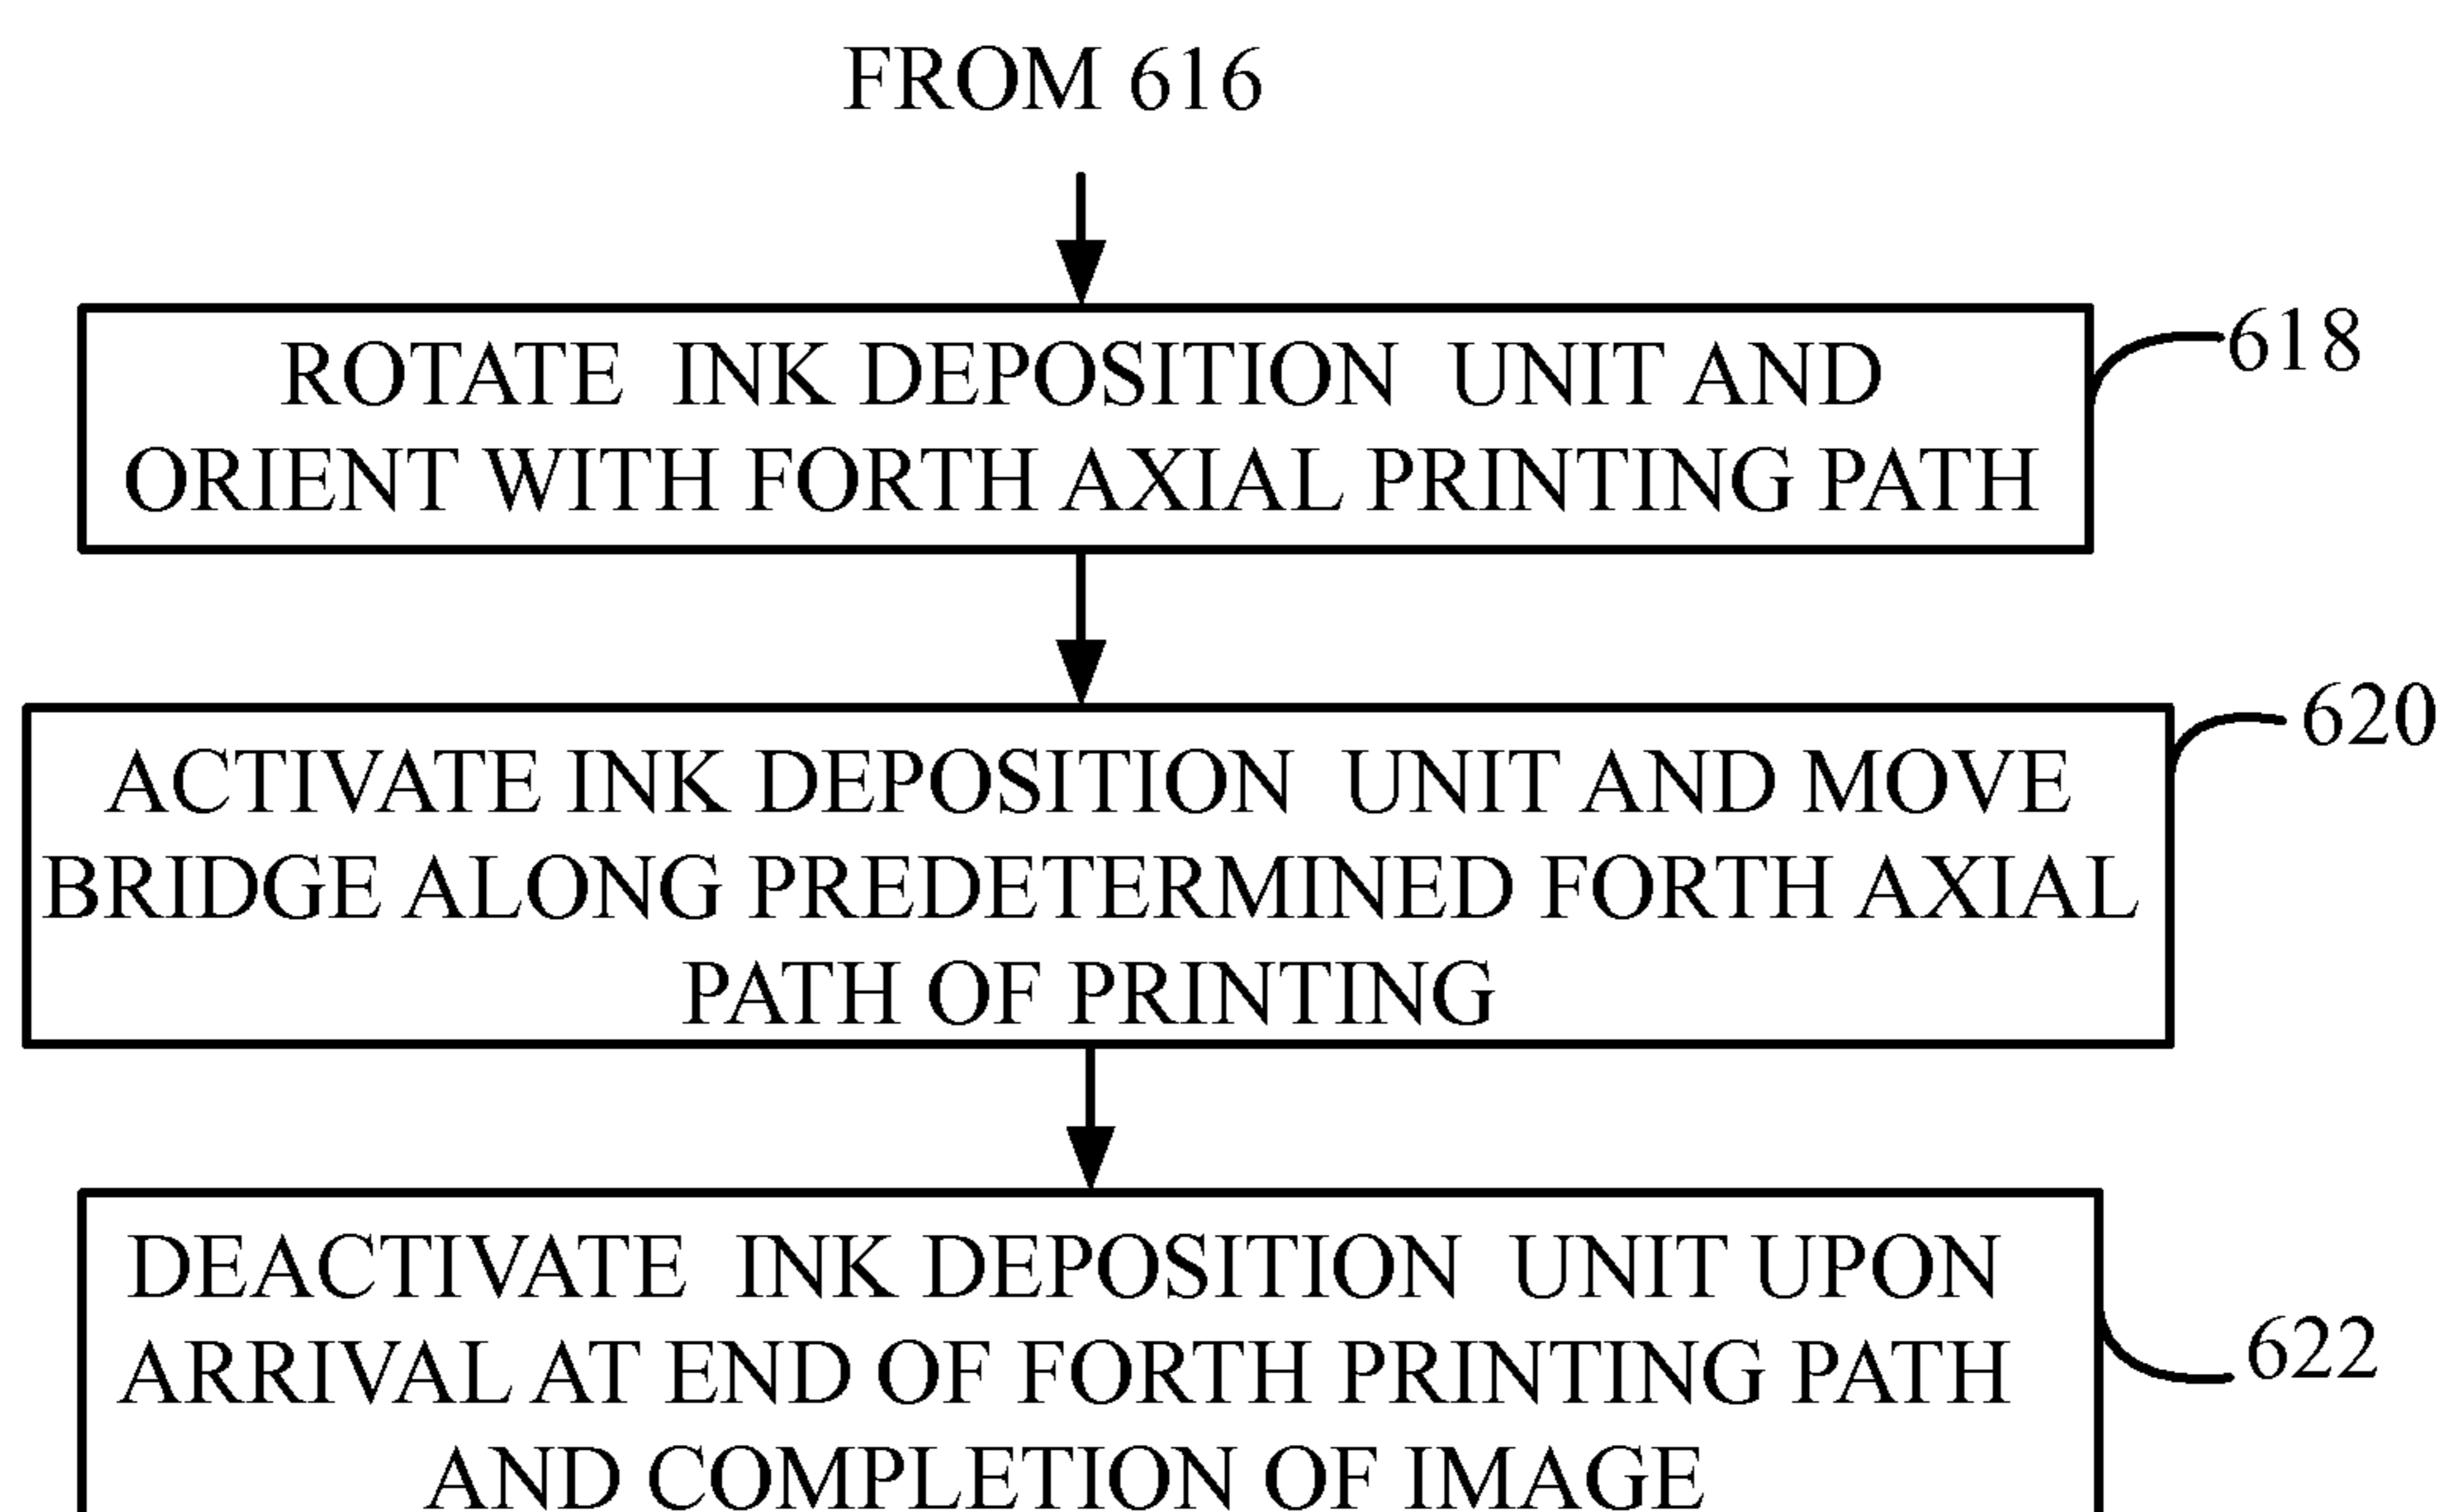 FROM 616
ROTATE INK DEPOSITION UNIT AND
618
ORIENT WITH FORTH AXIAL PRINTING PATH
620
ACTIVATE INK DEPOSITION UNIT AND MOVE
BRIDGE ALONG PREDETERMINED FORTH AXIAL
PATH OF PRINTING
DEACTIVATE INK DEPOSITION UNIT UPON
ARRIVAL AT END OF FORTH PRINTING PATH
622
AND COMPLETION OF IMAGE